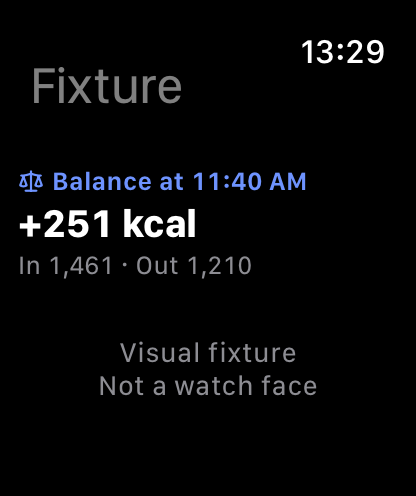 13:29
Fixture
Balance at 11:40 AM
+251 kcal
In 1,461 · Out 1,210
Visual fixture
Not a watch face